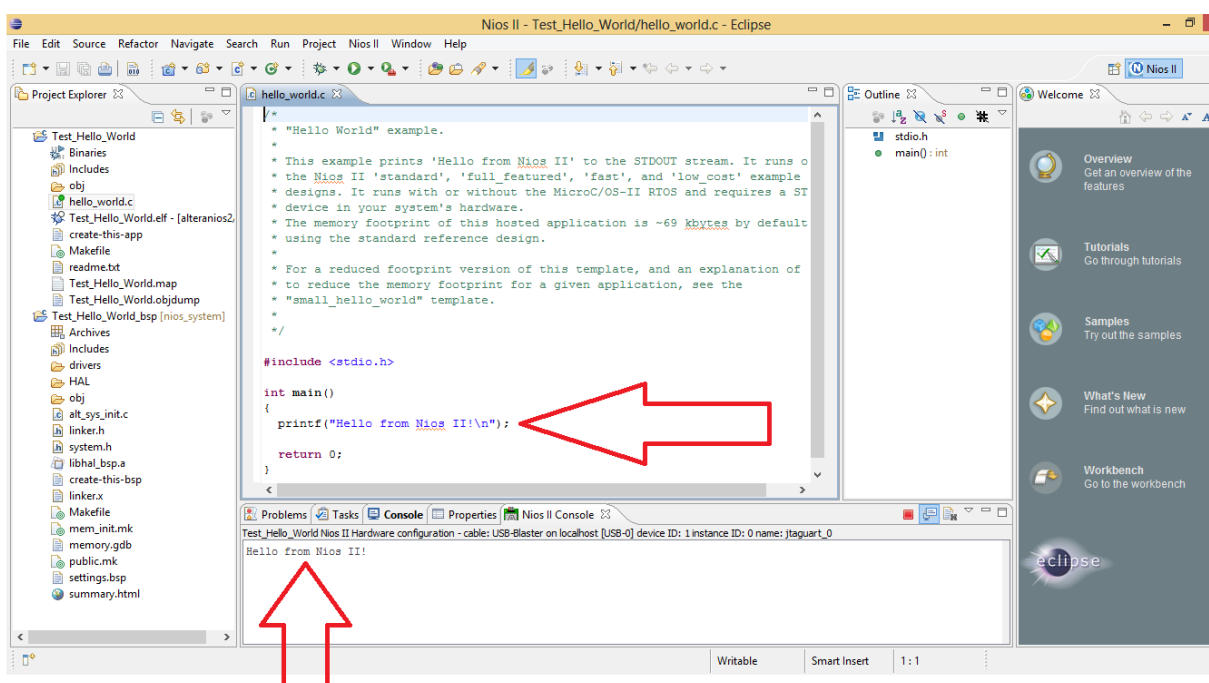 Nios II - Test_Hello_World/hello_world.c - Eclipse
File Edit Source Refactor Navigate Search Run Project Nios II Window Help
Nios II
Project Explorer
Test_Hello_World
Binaries
Includes
obj
hello_world.c
Test_Hello_World.elf - [alteranios2/
create-this-app
Makefile
readme.txt
Test_Hello_World.map
Test_Hello_World.objdump
Test_Hello_World_bsp [nios_system]
Archives
Includes
drivers
HAL
obj
alt_sys_init.c
linker.h
system.h
libhal_bsp.a
create-this-bsp
linker.x
Makefile
mem_init.mk
memory.gdb
public.mk
settings.bsp
summary.html
hello_world.c
/*
* "Hello World" example.
*
* This example prints 'Hello from Nios II' to the STDOUT stream. It runs o
* the Nios II 'standard', 'full_featured', 'fast', and 'low_cost' example
* designs. It runs with or without the MicroC/OS-II RTOS and requires a ST
* device in your system's hardware.
* The memory footprint of this hosted application is ~69 kbytes by default
* using the standard reference design.
*
* For a reduced footprint version of this template, and an explanation of
* to reduce the memory footprint for a given application, see the
* "small_hello_world" template.
*
*/
#include <stdio.h>
int main()
{
printf("Hello from Nios II!\n");
return 0;
}
Outline
stdio.h
main() : int
Welcome
Overview
Get an overview of the
features
Tutorials
Go through tutorials
Samples
Try out the samples
What's New
Find out what is new
Workbench
Go to the workbench
eclipse
Problems Tasks Console Properties Nios II Console
Test_Hello_World Nios II Hardware configuration - cable: USB-Blaster on localhost [USB-0] device ID: 1 instance ID: 0 name: jtaguart_0
Hello from Nios II!
Writable Smart Insert 1 : 1